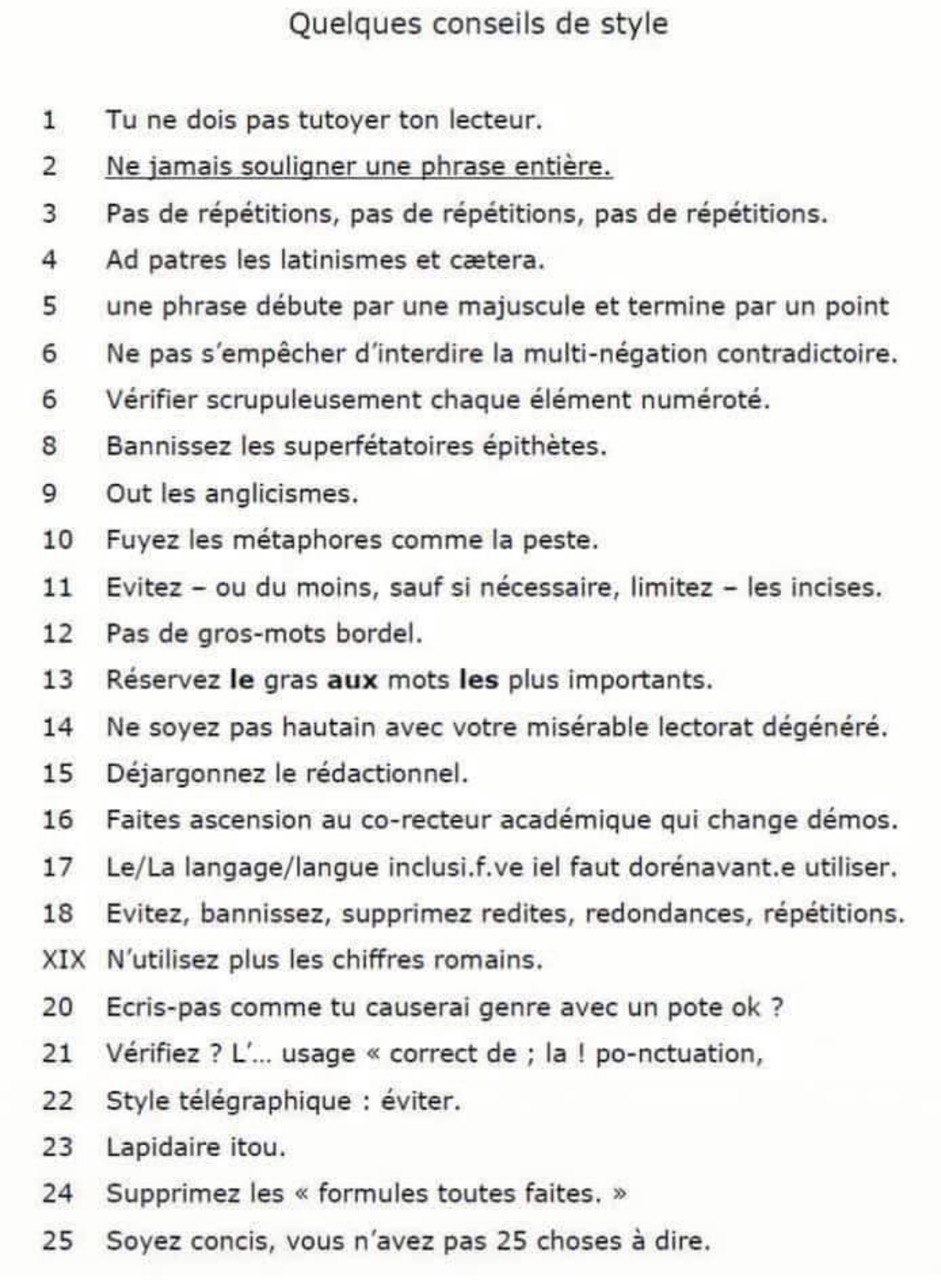 Quelques conseils de style
1 Tu ne dois pas tutoyer ton lecteur.
2 Ne jamais souligner une phrase entière.
3 Pas de répétitions, pas de répétitions, pas de répétitions.
4 Ad patres les latinismes et cætera.
5 une phrase débute par une majuscule et termine par un point
6 Ne pas s'empêcher d'interdire la multi-négation contradictoire.
6 Vérifier scrupuleusement chaque élément numéroté.
8 Bannissez les superfétatoires épithètes.
9 Out les anglicismes.
10 Fuyez les métaphores comme la peste.
11 Evitez – ou du moins, sauf si nécessaire, limitez – les incises.
12 Pas de gros-mots bordel.
13 Réservez le gras aux mots les plus importants.
14 Ne soyez pas hautain avec votre misérable lectorat dégénéré.
15 Déjargonnez le rédactionnel.
16 Faites ascension au co-recteur académique qui change démos.
17 Le/La langage/langue inclusi.f.ve iel faut dorénavant.e utiliser.
18 Evitez, bannissez, supprimez redites, redondances, répétitions.
XIX N'utilisez plus les chiffres romains.
20 Ecris-pas comme tu causerai genre avec un pote ok ?
21 Vérifiez ? L'... usage « correct de ; la ! po-nctuation,
22 Style télégraphique : éviter.
23 Lapidaire itou.
24 Supprimez les « formules toutes faites. »
25 Soyez concis, vous n'avez pas 25 choses à dire.